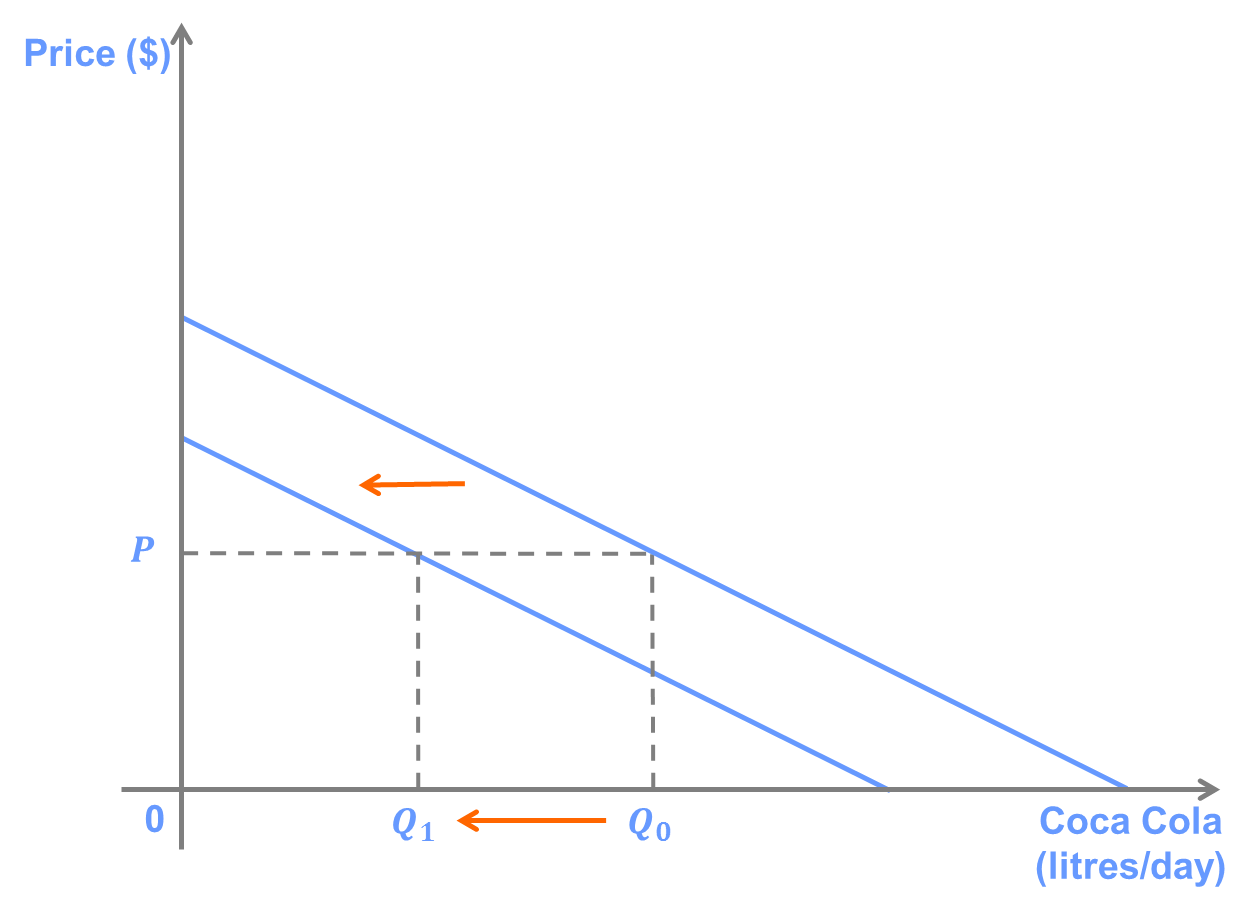 Price ($)
P
0
Q₁
Q₀
Coca Cola
(litres/day)